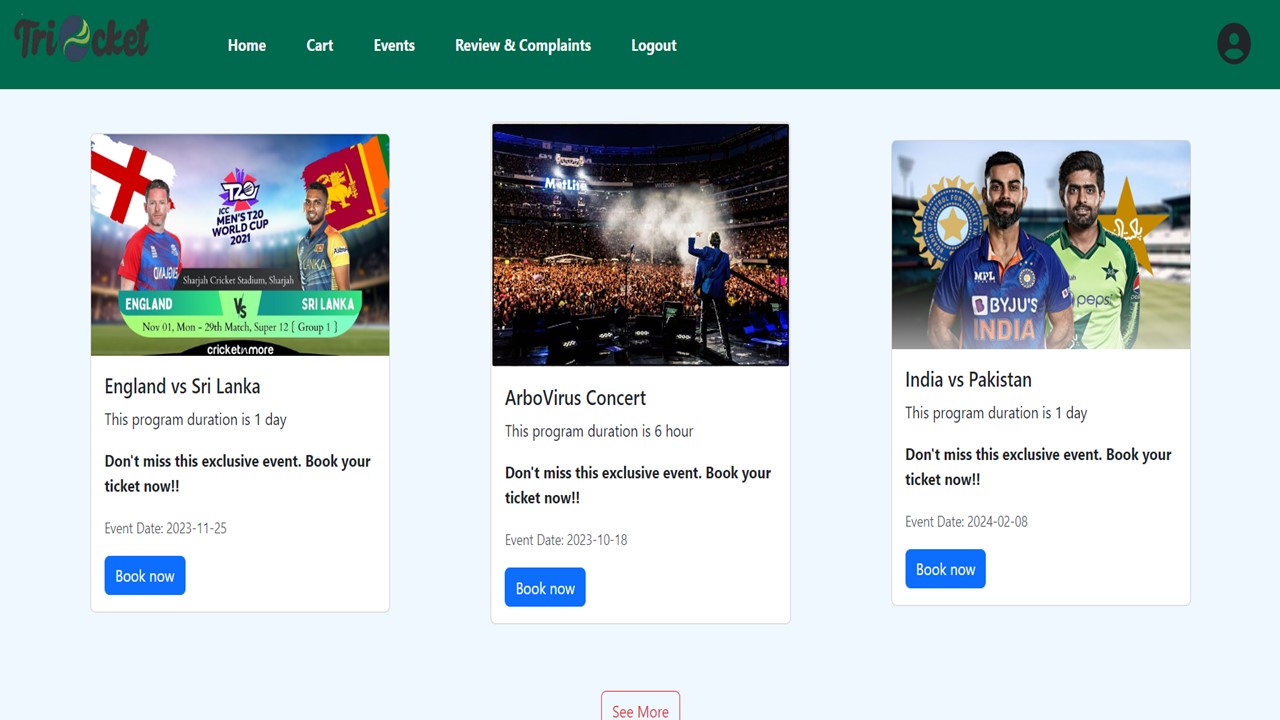 Tricket
Home
Cart
Events
Review & Complaints
Logout
T20
ICC
MEN'S T20
WORLD CUP
2021
ENGLAND
LANKA
Sharjah Cricket Stadium, Sharjah
ENGLAND
Vs
SRI LANKA
Nov 01, Mon - 29th Match, Super 12 [ Group 1 ]
cricketnmore
England vs Sri Lanka
This program duration is 1 day
Don't miss this exclusive event. Book your
ticket now!!
Event Date: 2023-11-25
Book now
MetLife
verizon
ArboVirus Concert
This program duration is 6 hour
Don't miss this exclusive event. Book your
ticket now!!
Event Date: 2023-10-18
Book now
MPL
BYJU'S
INDIA
pepsi
India vs Pakistan
This program duration is 1 day
Don't miss this exclusive event. Book your
ticket now!!
Event Date: 2024-02-08
Book now
See More